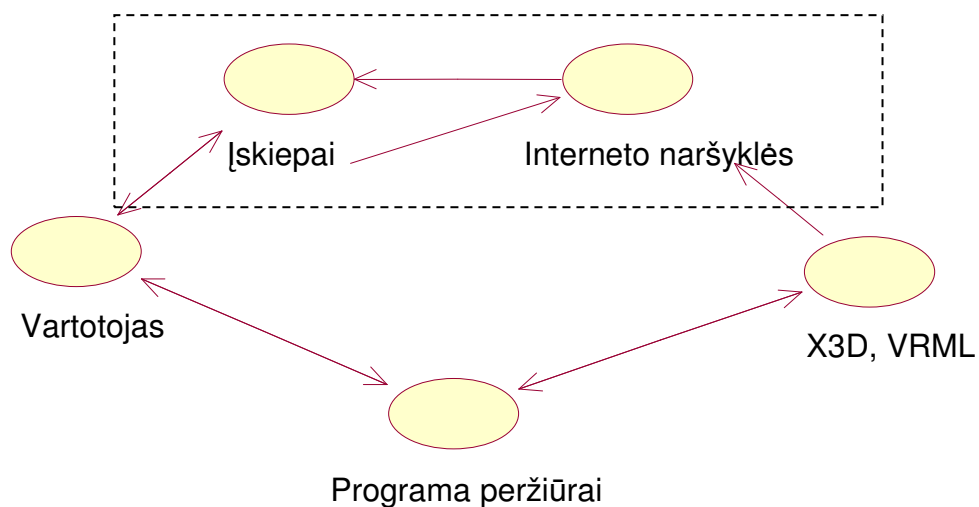 Įskiepai
Interneto naršyklės
Vartotojas
X3D, VRML
Programa peržiūrai